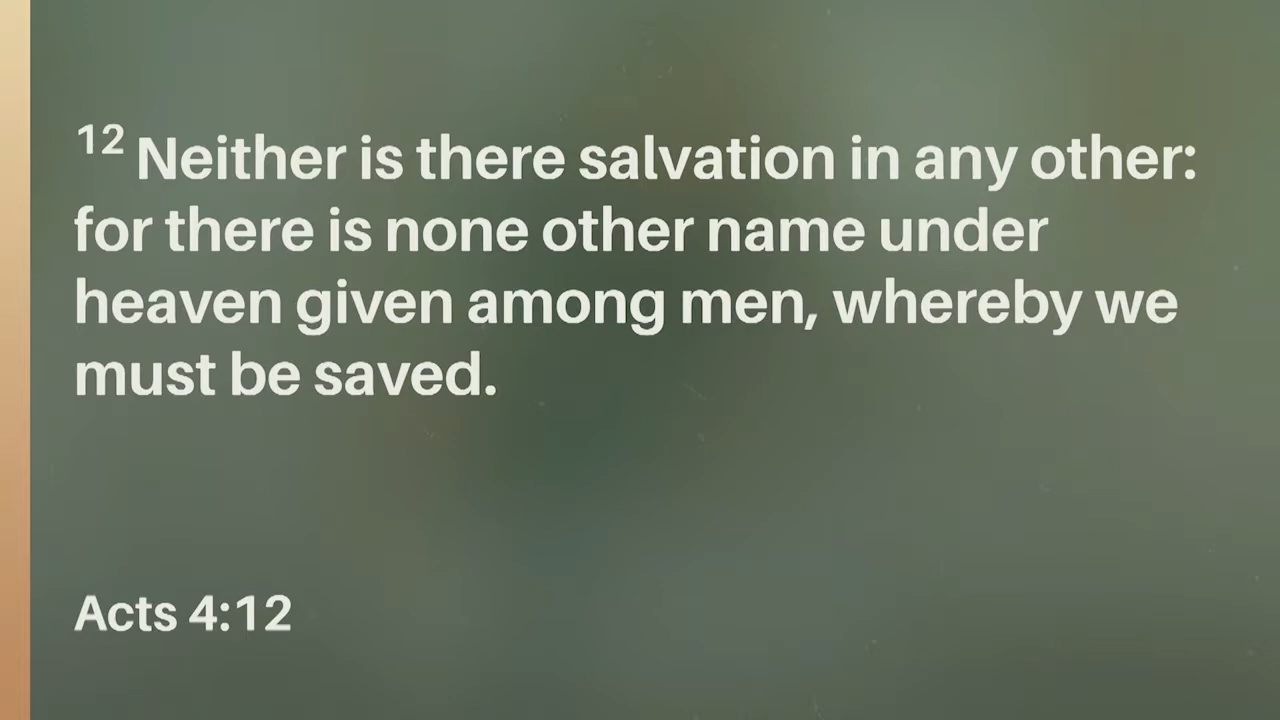 12 Neither is there salvation in any other:
for there is none other name under
heaven given among men, whereby we
must be saved.
Acts 4:12